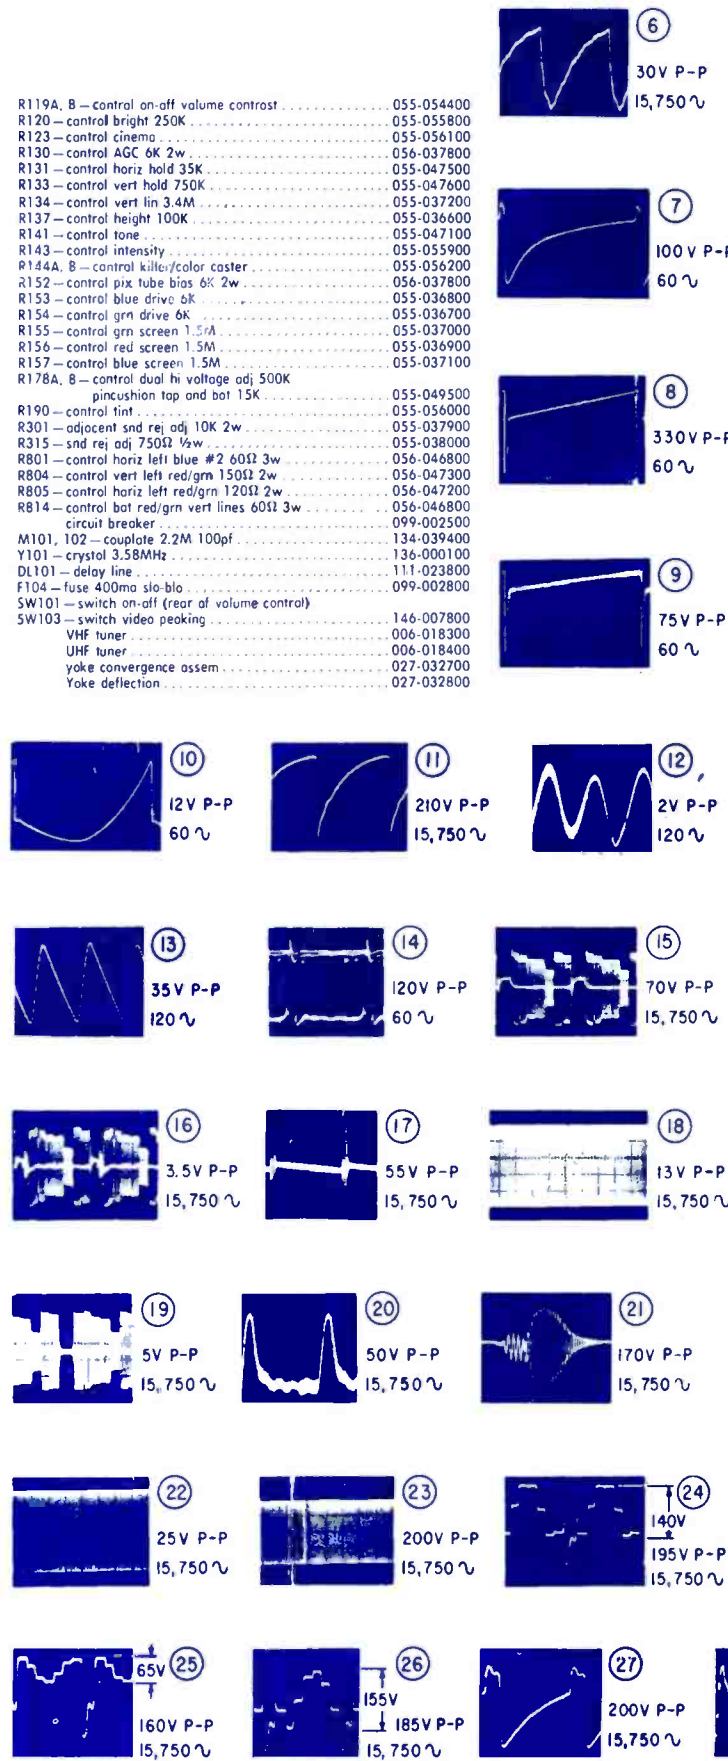 R119A, B — control on-off volume contrast 055-054400
R120 — control bright 250K 055-055800
R123 — control cinema 055-056100
R130 — control AGC 6K 2w 056-037800
R131 — control horiz hold 35K 055-047500
R133 — control vert hold 750K 055-047600
R134 — control vert lin 3.4M 055-037200
R137 — control height 100K 055-036600
R141 — control tone 055-047100
R143 — control intensity 055-055900
R144A, B — control killer/color caster 055-056200
R152 — control pix tube bias 6K 2w 056-037800
R153 — control blue drive 6K 055-036800
R154 — control grn drive 6K 055-036700
R155 — control grn screen 1.5M 055-037000
R156 — control red screen 1.5M 055-036900
R157 — control blue screen 1.5M 055-037100
R178A, B — control dual hi voltage adj 500K
pincushion top and bot 15K 055-049500
R190 — control tint 055-056000
R301 — adjacent snd rej adj 10K 2w 055-037900
R315 — snd rej adj 750Ω ½w 055-038000
R801 — control horiz left blue #2 60Ω 3w 056-046800
R804 — control vert left red/grn 150Ω 2w 056-047300
R805 — control horiz left red/grn 120Ω 2w 056-047200
R814 — control bot red/grn vert lines 60Ω 3w 056-046800
circuit breaker 099-002500
M101, 102 — couplate 2.2M 100pf 134-039400
Y101 — crystal 3.58MHz 136-000100
DL101 — delay line 111-023800
F104 — fuse 400ma slo-blo 099-002800
SW101 — switch on-off (rear of volume control)
SW103 — switch video peaking 146-007800
VHF tuner 006-018300
UHF tuner 006-018400
yoke convergence assem 027-032700
Yoke deflection 027-032800
6
30V P-P
15,750 ∿
7
100V P-P
60 ∿
8
330V P-P
60 ∿
9
75V P-P
60 ∿
10
12V P-P
60 ∿
11
210V P-P
15,750 ∿
12
2V P-P
120 ∿
13
35V P-P
120 ∿
14
120V P-P
60 ∿
15
70V P-P
15,750 ∿
16
3.5V P-P
15,750 ∿
17
55V P-P
15,750 ∿
18
13V P-P
15,750 ∿
19
5V P-P
15,750 ∿
20
50V P-P
15,750 ∿
21
170V P-P
15,750 ∿
22
25V P-P
15,750 ∿
23
200V P-P
15,750 ∿
24
140V
195V P-P
15,750 ∿
25
65V
160V P-P
15,750 ∿
26
155V
185V P-P
15,750 ∿
27
200V P-P
15,750 ∿